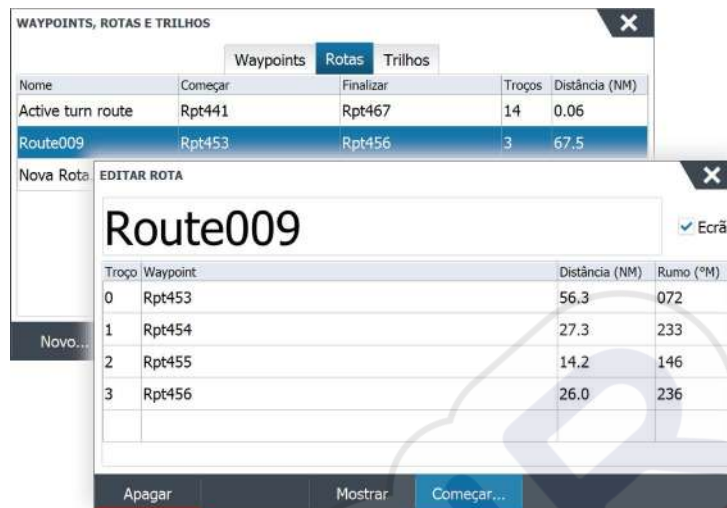 WAYPOINTS, ROTAS E TRILHOS
Waypoints Rotas Trilhos
Nome Começar Finalizar Troços Distância (NM)
Active turn route Rpt441 Rpt467 14 0.06
Route009 Rpt453 Rpt456 3 67.5
Nova Rota
EDITAR ROTA
Route009
Ecrã
Troço Waypoint Distância (NM) Rumo (°M)
0 Rpt453 56.3 072
1 Rpt454 27.3 233
2 Rpt455 14.2 146
3 Rpt456 26.0 236
Novo...
Apagar Mostrar Começar...